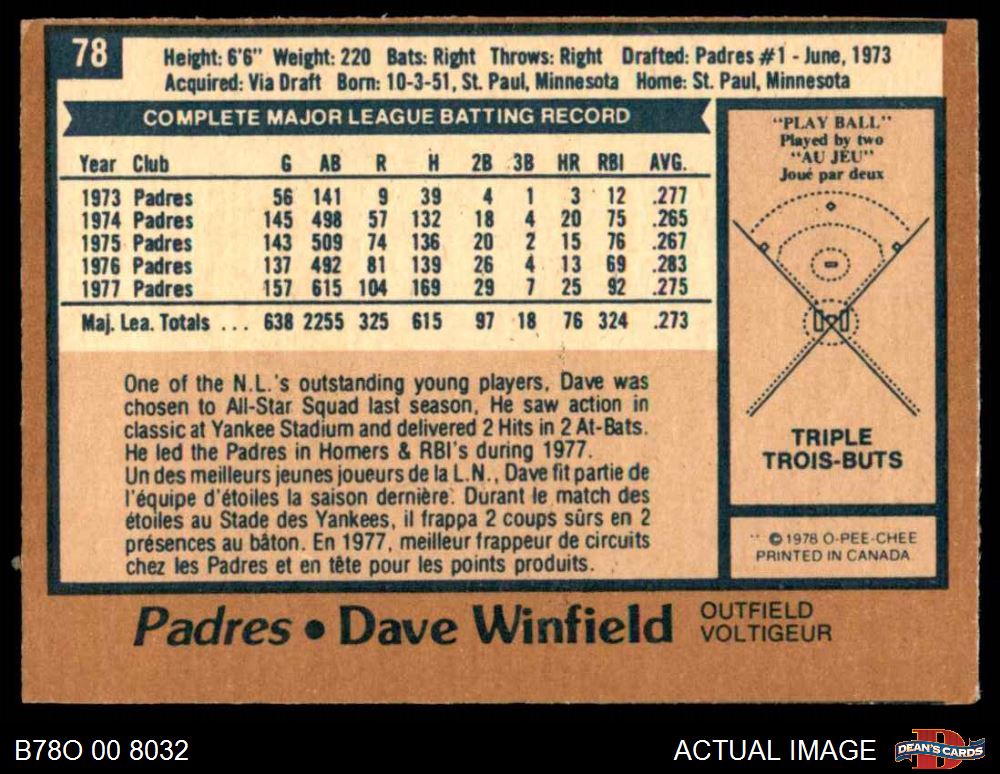 78
Height: 6'6" Weight: 220 Bats: Right Throws: Right Drafted: Padres #1 - June, 1973
Acquired: Via Draft Born: 10-3-51, St. Paul, Minnesota Home: St. Paul, Minnesota
COMPLETE MAJOR LEAGUE BATTING RECORD
Year Club G AB R H 2B 3B HR RBI AVG.
1973 Padres 56 141 9 39 4 1 3 12 .277
1974 Padres 145 498 57 132 18 4 20 75 .265
1975 Padres 143 509 74 136 20 2 15 76 .267
1976 Padres 137 492 81 139 26 4 13 69 .283
1977 Padres 157 615 104 169 29 7 25 92 .275
Maj. Lea. Totals ... 638 2255 325 615 97 18 76 324 .273
One of the N.L.'s outstanding young players, Dave was
chosen to All-Star Squad last season, He saw action in
classic at Yankee Stadium and delivered 2 Hits in 2 At-Bats.
He led the Padres in Homers & RBI's during 1977.
Un des meilleurs jeunes joueurs de la L.N., Dave fit partie de
l'équipe d'étoiles la saison dernière. Durant le match des
étoiles au Stade des Yankees, il frappa 2 coups sûrs en 2
présences au bâton. En 1977, meilleur frappeur de circuits
chez les Padres et en tête pour les points produits.
"PLAY BALL"
Played by two
"AU JEU"
Joué par deux
TRIPLE
TROIS-BUTS
© 1978 O-PEE-CHEE
PRINTED IN CANADA
Padres • Dave Winfield
OUTFIELD
VOLTIGEUR
B78O 00 8032
ACTUAL IMAGE
DEAN'S CARDS